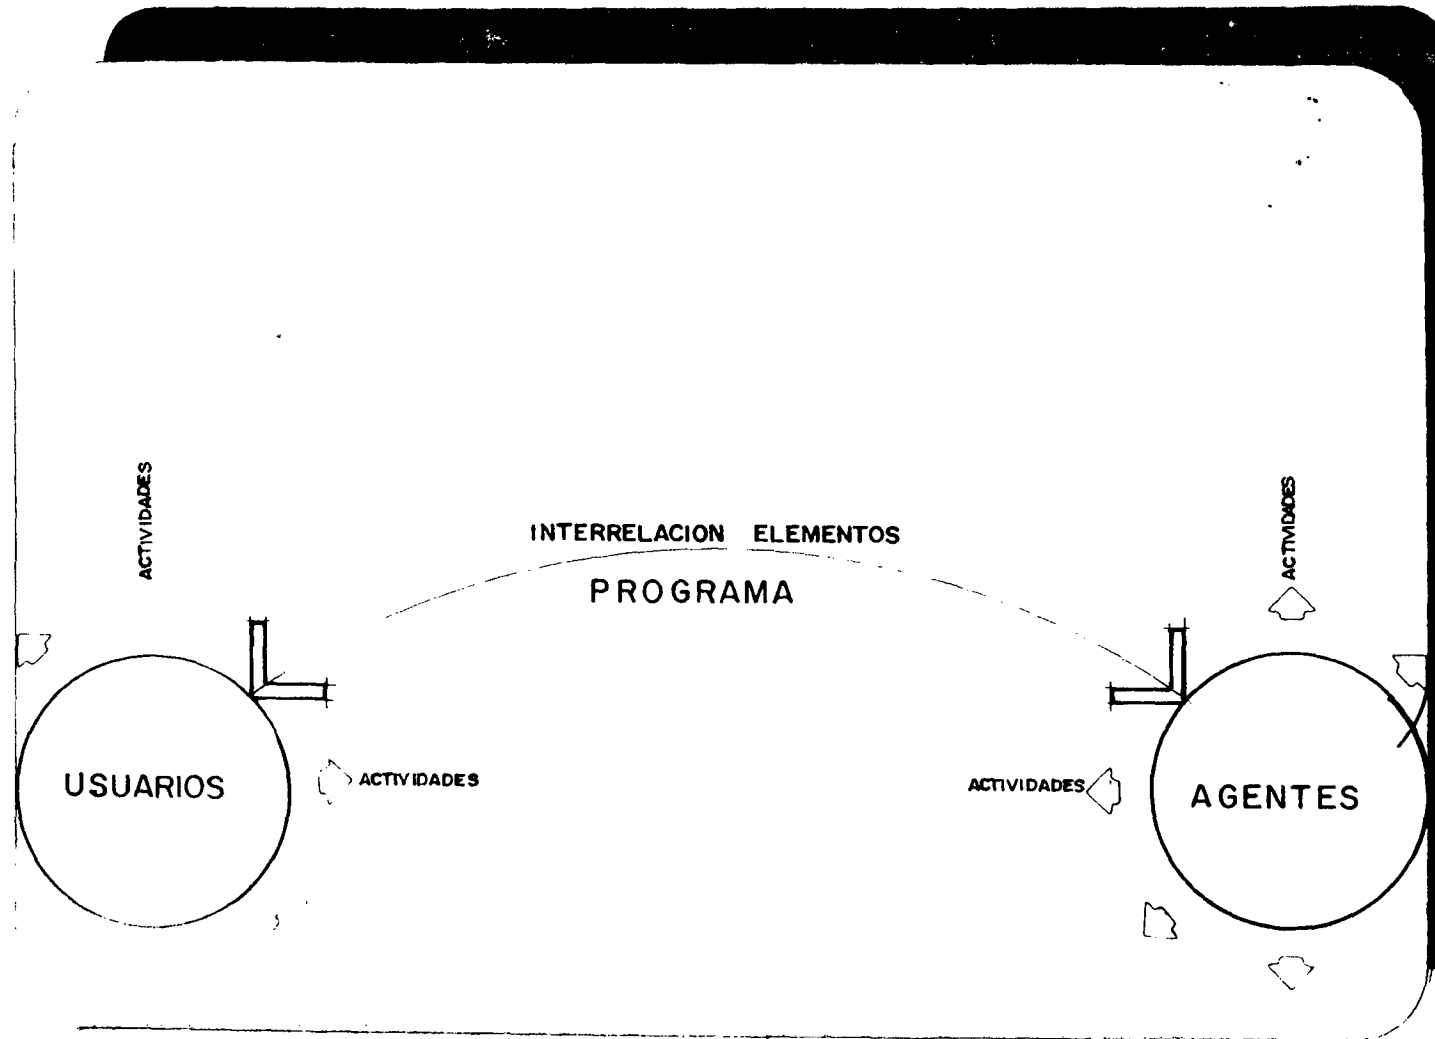 ACTIVIDADES
ACTIVIDADES
INTERRELACION ELEMENTOS
PROGRAMA
USUARIOS
ACTIVIDADES
ACTIVIDADES
AGENTES